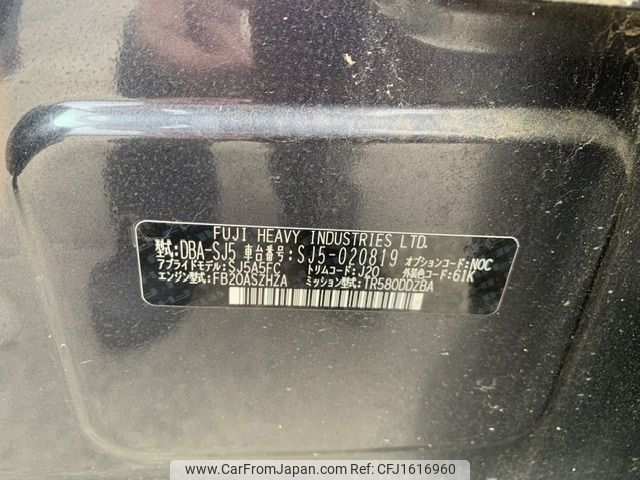 FUJI HEAVY INDUSTRIES LTD.
型式:DBA-SJ5 車台番号:SJ5-020819 オプションコード:NOC
アプライドモデル:SJ5A5FC トリムコード:J20 外装色コード:61K
エンジン型式:FB20ASZHZA ミッション型式:TR580DDZBA
www.carfromjapan.com Ref No: CFJ1616960